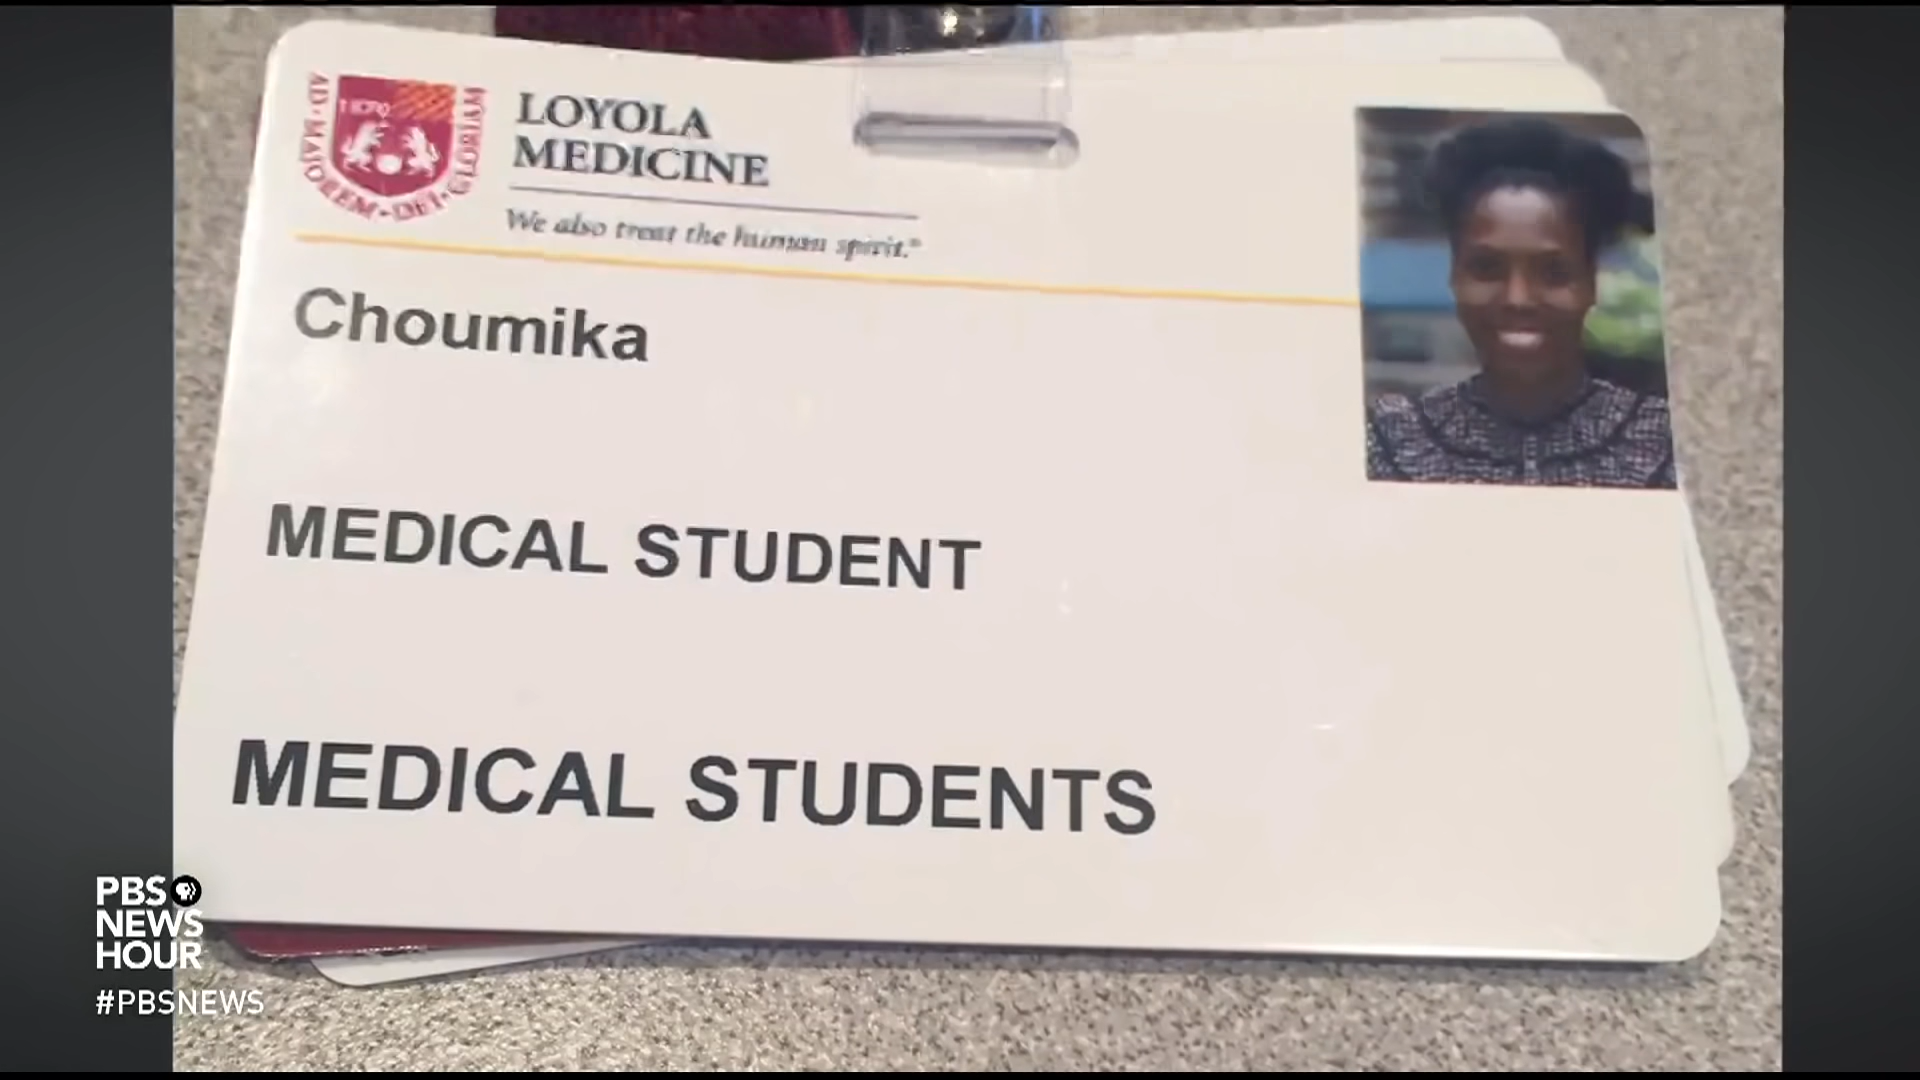 AD·MAIOREM·DEI·GLORIAM
LOYOLA
MEDICINE
We also treat the human spirit.®
Choumika
MEDICAL STUDENT
MEDICAL STUDENTS
PBS
NEWS
HOUR
#PBSNEWS